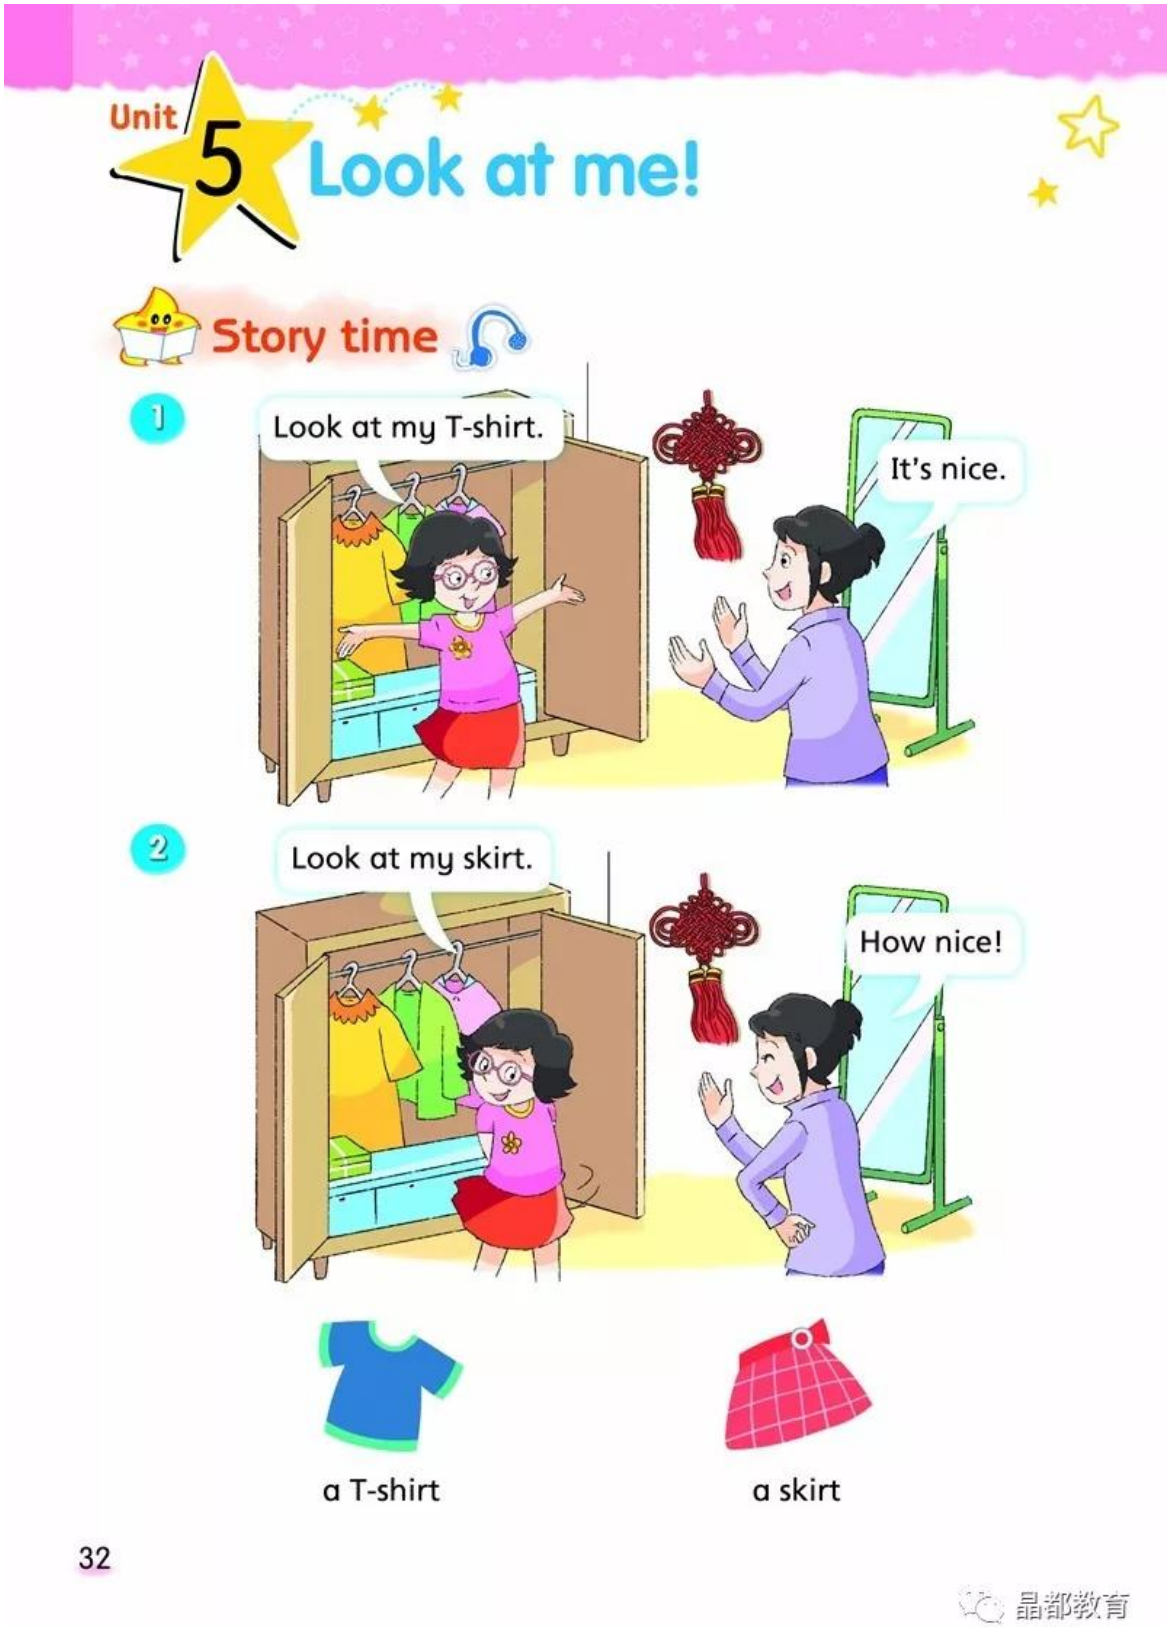 Unit
5
Look at me!
Story time
1
Look at my T-shirt.
It's nice.
2
Look at my skirt.
How nice!
a T-shirt
a skirt
32
晶都教育